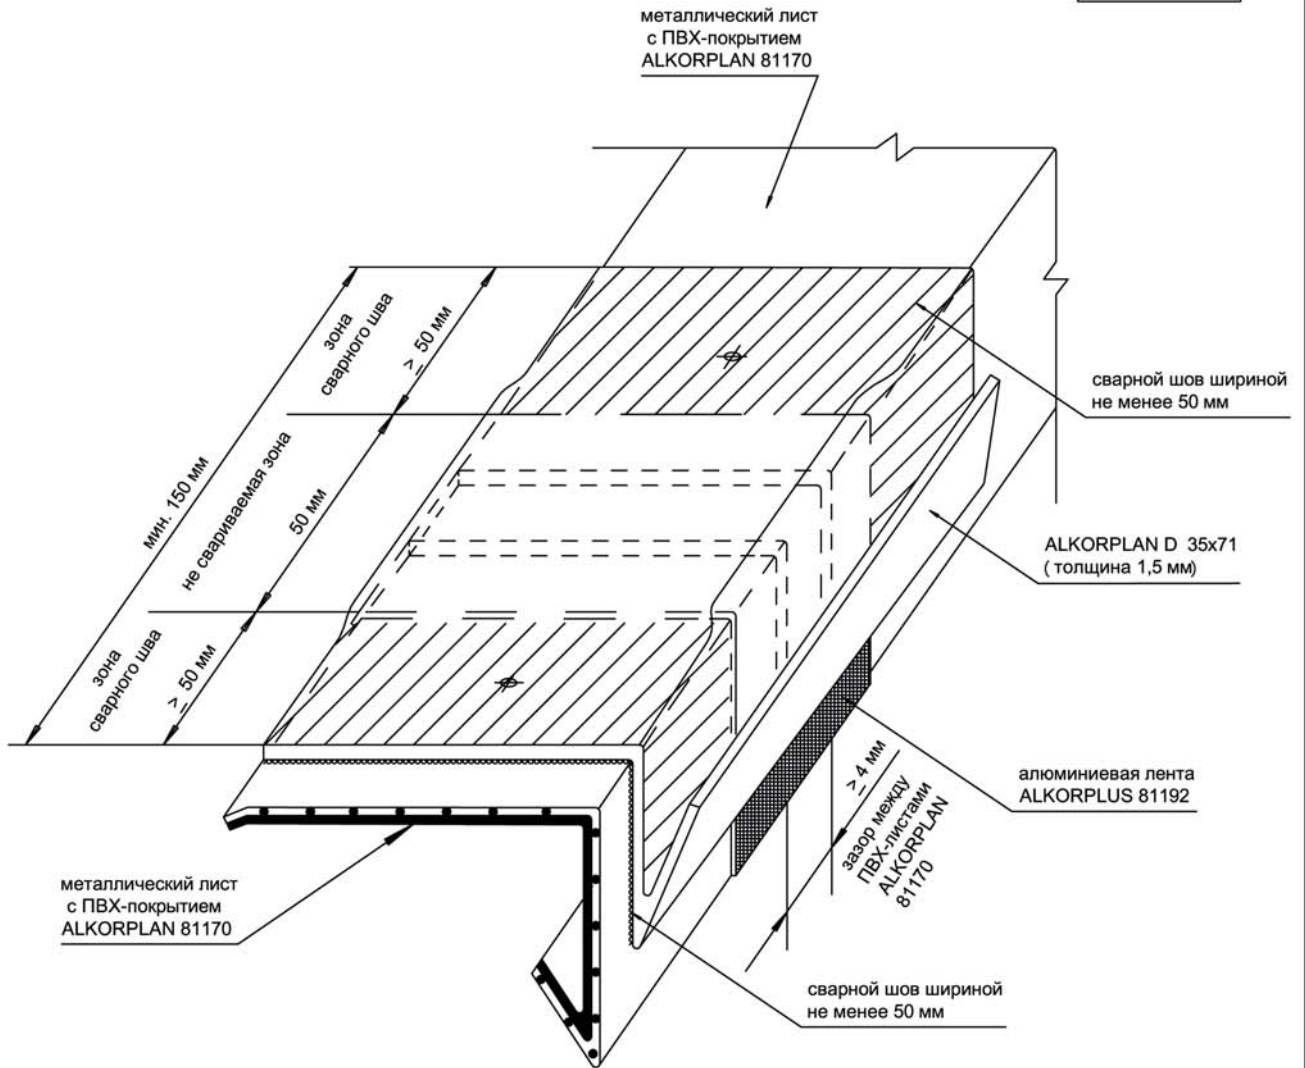 металлический лист
с ПВХ-покрытием
ALKORPLAN 81170
зона
сварного шва
≥ 50 мм
мин. 150 мм
не свариваемая зона
50 мм
зона
сварного шва
≥ 50 мм
сварной шов шириной
не менее 50 мм
ALKORPLAN D 35x71
( толщина 1,5 мм)
алюминиевая лента
ALKORPLUS 81192
≥ 4 мм
зазор между
ПВХ-листами
ALKORPLAN
81170
металлический лист
с ПВХ-покрытием
ALKORPLAN 81170
сварной шов шириной
не менее 50 мм